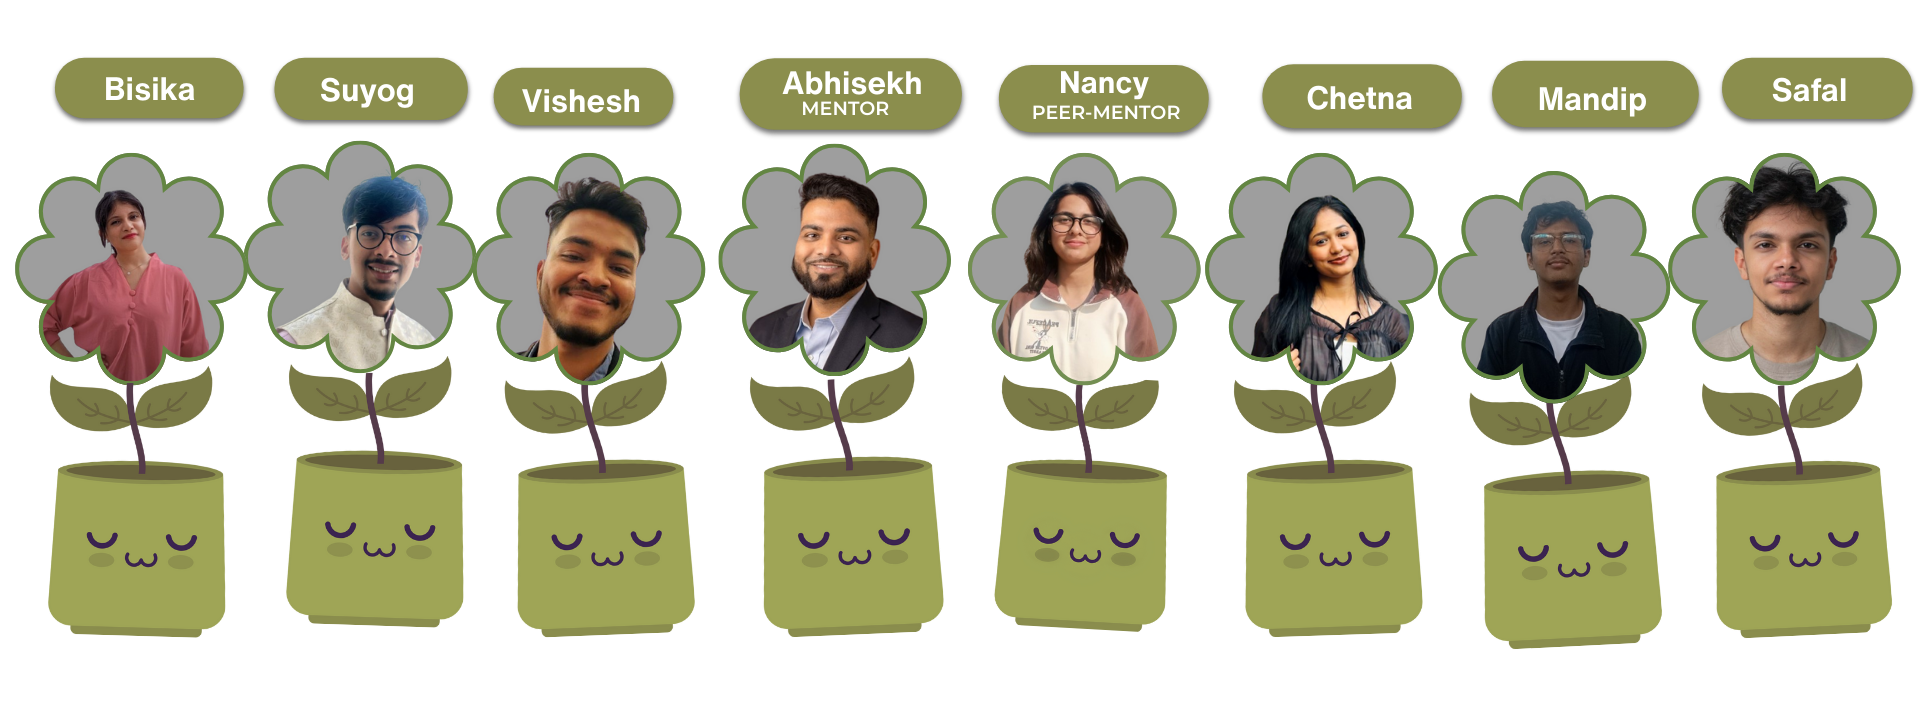 Bisika
Suyog
Vishesh
Abhisekh
MENTOR
Nancy
PEER-MENTOR
Chetna
Mandip
Safal